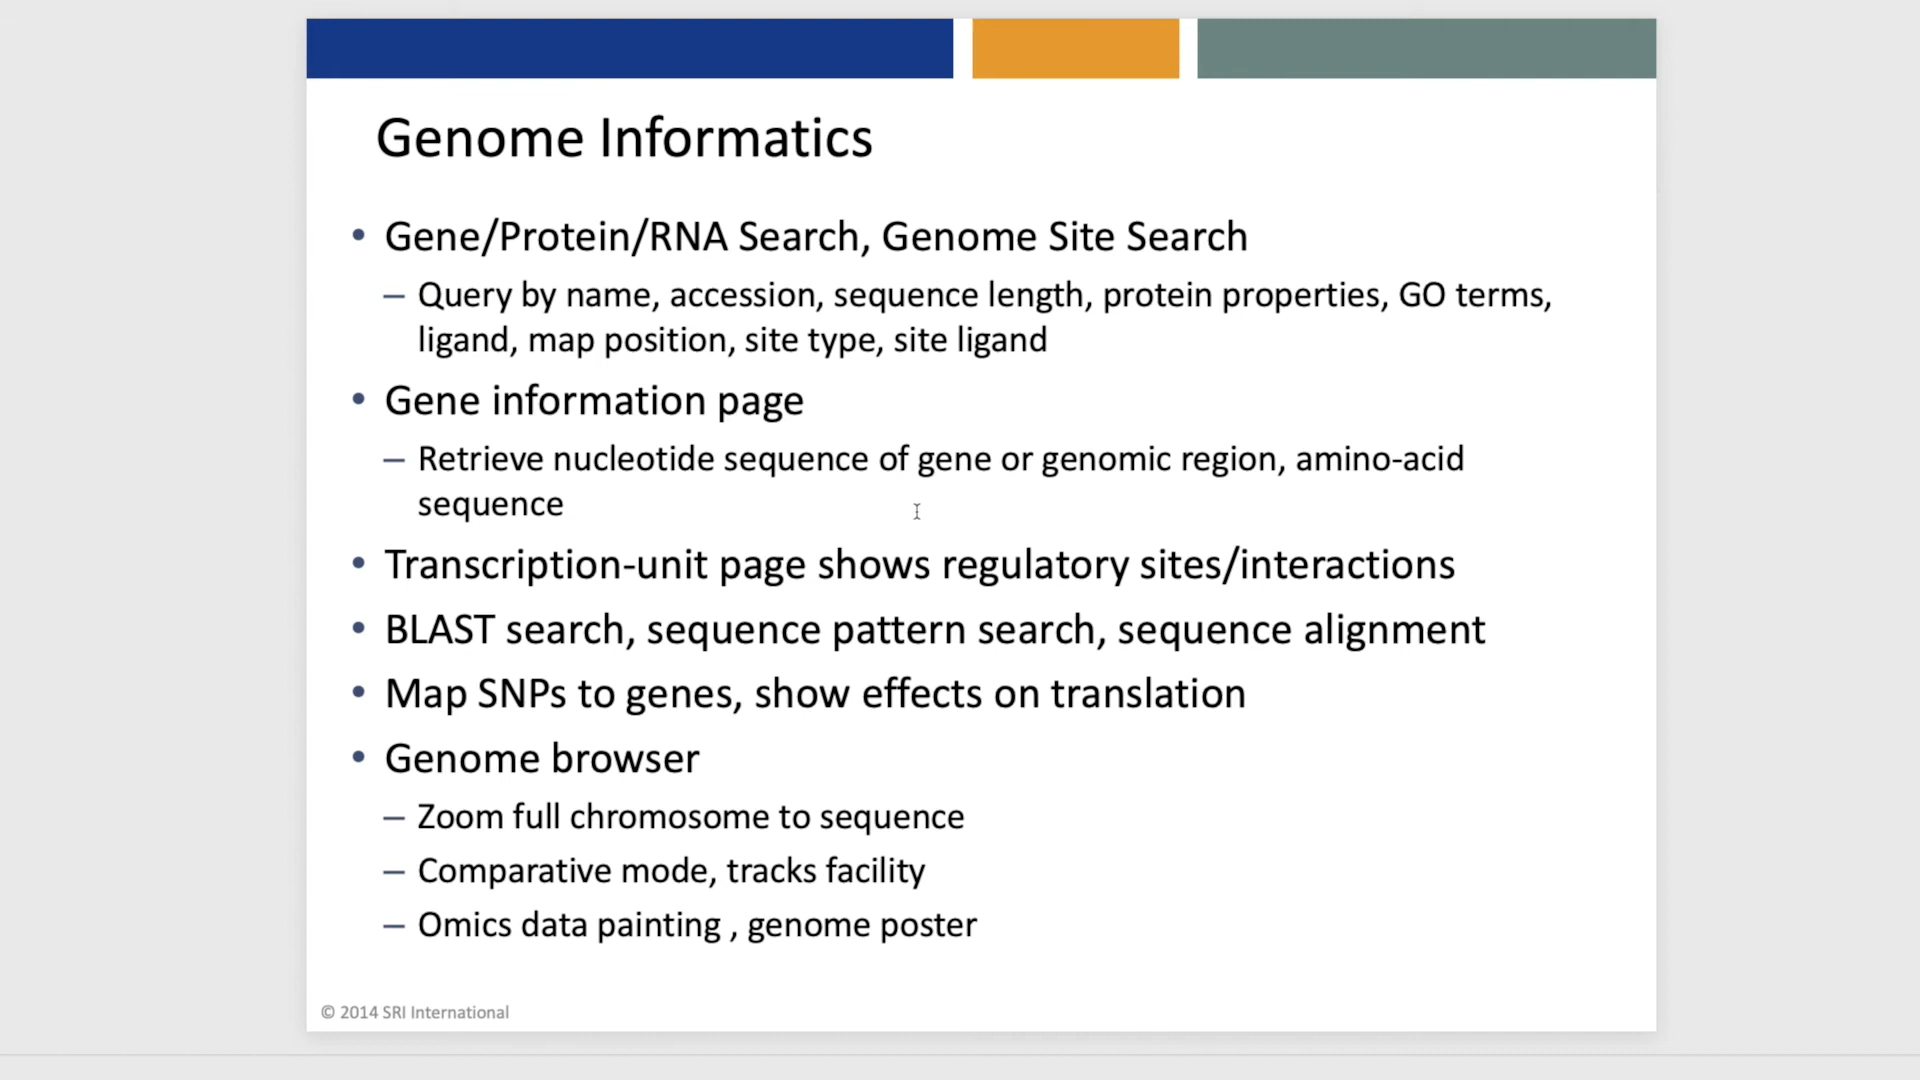 Genome Informatics
• Gene/Protein/RNA Search, Genome Site Search
– Query by name, accession, sequence length, protein properties, GO terms,
ligand, map position, site type, site ligand
• Gene information page
– Retrieve nucleotide sequence of gene or genomic region, amino-acid
sequence
• Transcription-unit page shows regulatory sites/interactions
• BLAST search, sequence pattern search, sequence alignment
• Map SNPs to genes, show effects on translation
• Genome browser
– Zoom full chromosome to sequence
– Comparative mode, tracks facility
– Omics data painting , genome poster
© 2014 SRI International